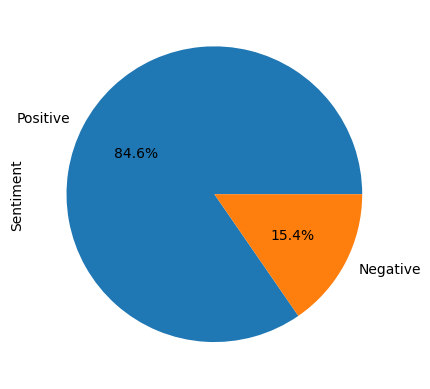 Positive
84.6%
Sentiment
15.4%
Negative